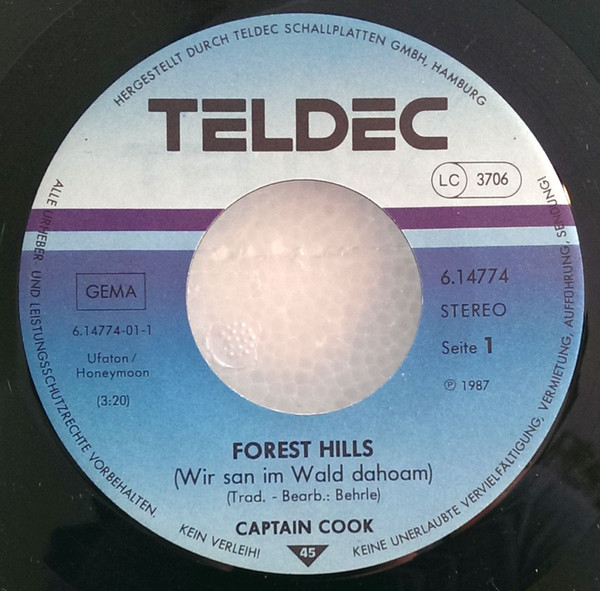 HERGESTELLT DURCH TELDEC SCHALLPLATTEN GMBH, HAMBURG
TELDEC
LC 3706
GEMA
6.14774-01-1
Ufaton/
Honeymoon
(3:20)
6.14774
STEREO
Seite 1
℗ 1987
FOREST HILLS
(Wir san im Wald dahoam)
(Trad. - Bearb.: Behrle)
CAPTAIN COOK
45
ALLE URHEBER- UND LEISTUNGSSCHUTZRECHTE VORBEHALTEN.
KEIN VERLEIH!
KEINE UNERLAUBTE VERVIELFÄLTIGUNG, VERMIETUNG, AUFFÜHRUNG, SENDUNG!